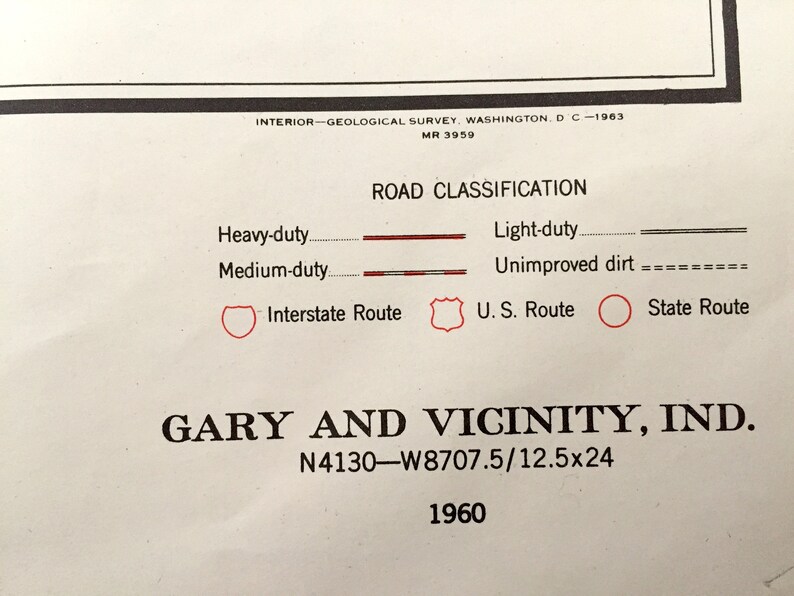 INTERIOR—GEOLOGICAL SURVEY, WASHINGTON, D C —1963
MR 3959
ROAD CLASSIFICATION
Heavy-duty Light-duty
Medium-duty Unimproved dirt
Interstate Route U. S. Route State Route
GARY AND VICINITY, IND.
N4130—W8707.5/12.5x24
1960